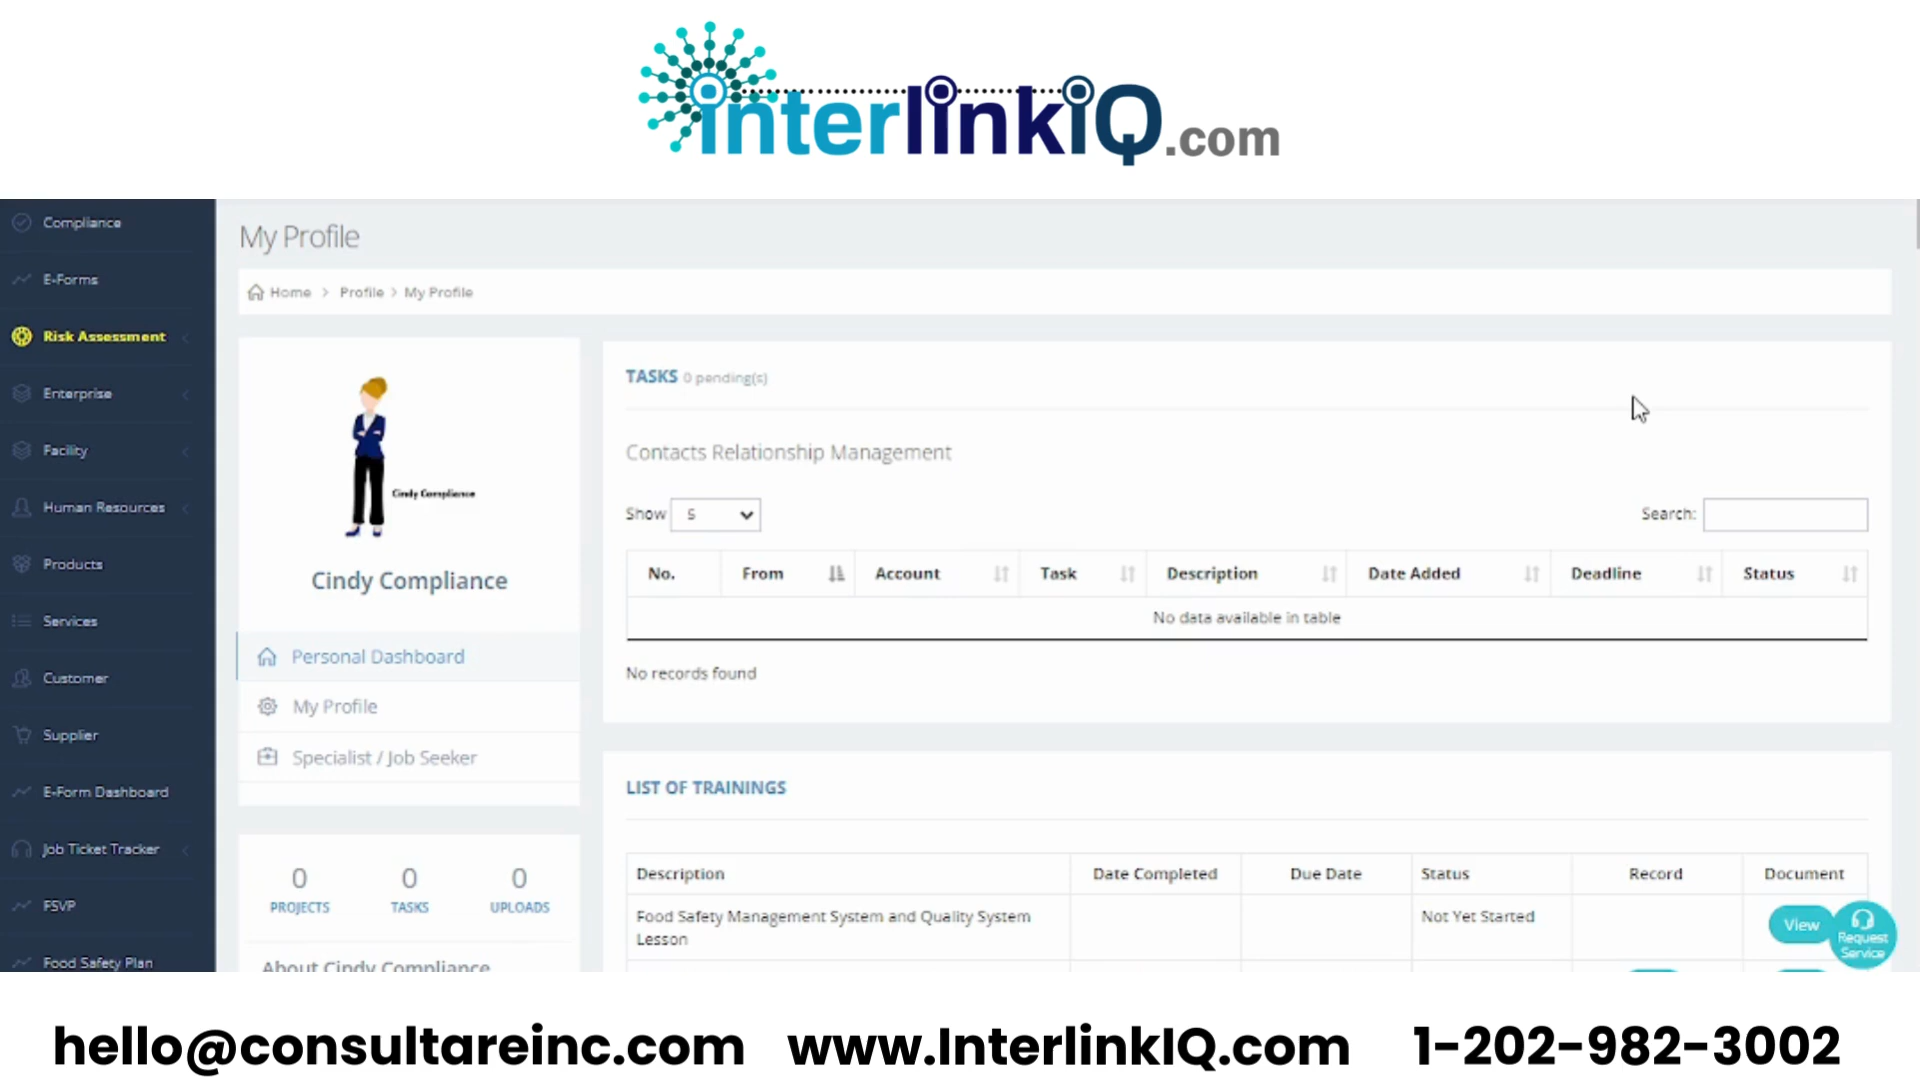 interlinkIQ.com
Compliance
E-Forms
Risk Assessment
Enterprise
Facility
Human Resources
Products
Services
Customer
Supplier
E-Form Dashboard
Job Ticket Tracker
FSVP
Food Safety Plan
My Profile
Home > Profile > My Profile
Cindy Compliance
Cindy Compliance
Personal Dashboard
My Profile
Specialist / Job Seeker
0 0 0
PROJECTS TASKS UPLOADS
About Cindy Compliance
TASKS 0 pending(s)
Contacts Relationship Management
Show 5 Search:
No. From Account Task Description Date Added Deadline Status
No data available in table
No records found
LIST OF TRAININGS
Description Date Completed Due Date Status Record Document
Food Safety Management System and Quality System Not Yet Started View
Lesson
Request
Service
hello@consultareinc.com www.InterlinkIQ.com 1-202-982-3002